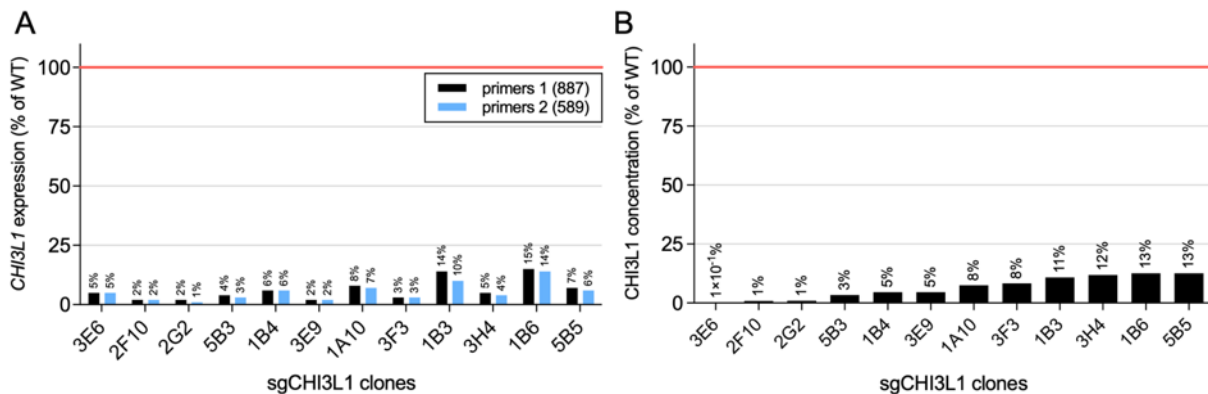 A
CHI3L1 expression (% of WT)
100
75
50
25
0
primers 1 (887)
primers 2 (589)
5% 5% 2% 2% 2% 1% 4% 3% 6% 6% 2% 2% 8% 7% 3% 3% 14% 10% 5% 4% 15% 14% 7% 6%
3E6 2F10 2G2 5B3 1B4 3E9 1A10 3F3 1B3 3H4 1B6 5B5
sgCHI3L1 clones
B
CHI3L1 concentration (% of WT)
100
75
50
25
0
1×10⁻¹% 1% 1% 3% 5% 5% 8% 8% 11% 12% 13% 13%
3E6 2F10 2G2 5B3 1B4 3E9 1A10 3F3 1B3 3H4 1B6 5B5
sgCHI3L1 clones